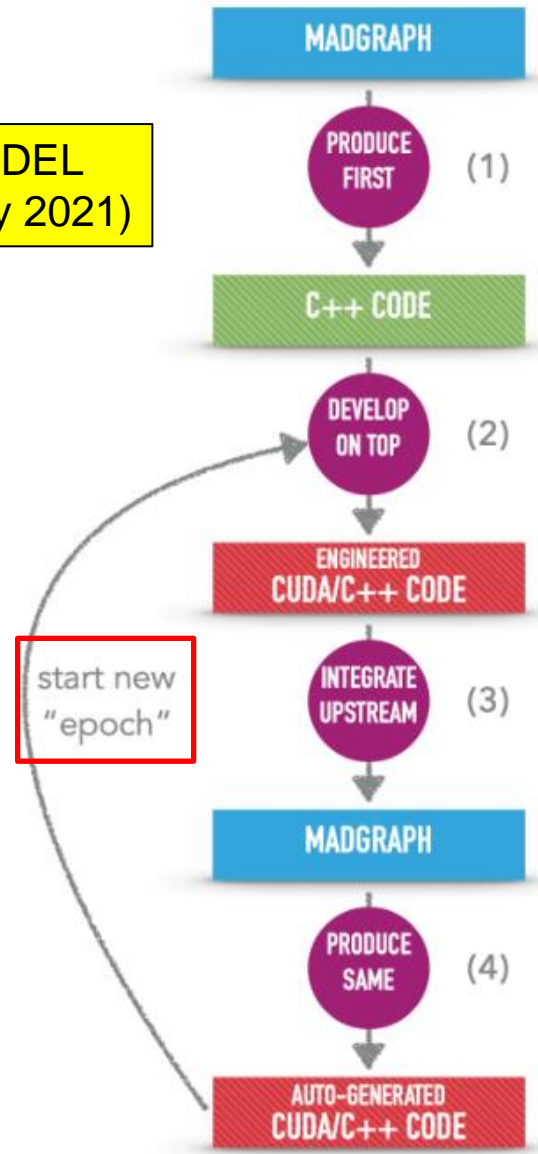 MADGRAPH
PRODUCE
FIRST
(1)
DEL
y 2021)
C++ CODE
DEVELOP
ON TOP
(2)
ENGINEERED
CUDA/C++ CODE
start new
"epoch"
INTEGRATE
UPSTREAM
(3)
MADGRAPH
PRODUCE
SAME
(4)
AUTO-GENERATED
CUDA/C++ CODE